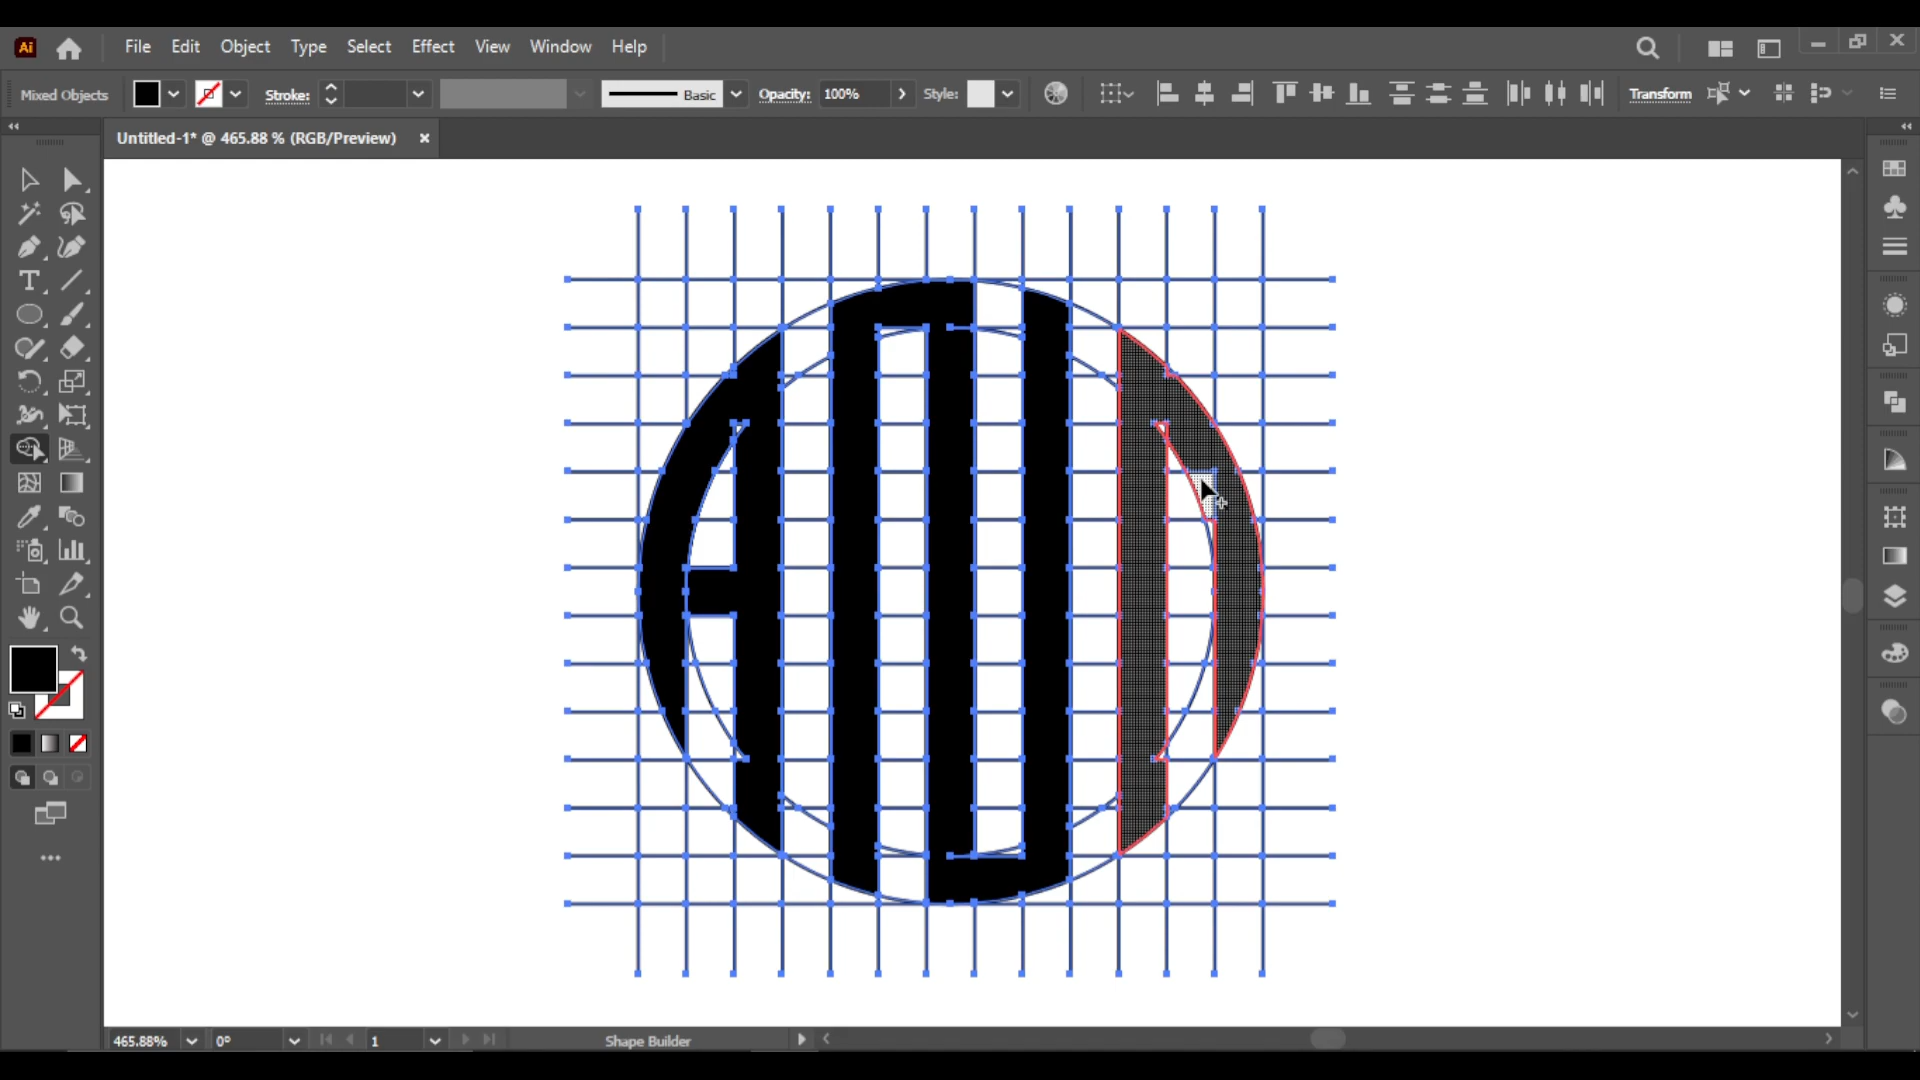 Ai File Edit Object Type Select Effect View Window Help
Mixed Objects Stroke: Basic Opacity: 100% Style: Transform
Untitled-1* @ 465.88 % (RGB/Preview)
465.88% 0° 1 Shape Builder